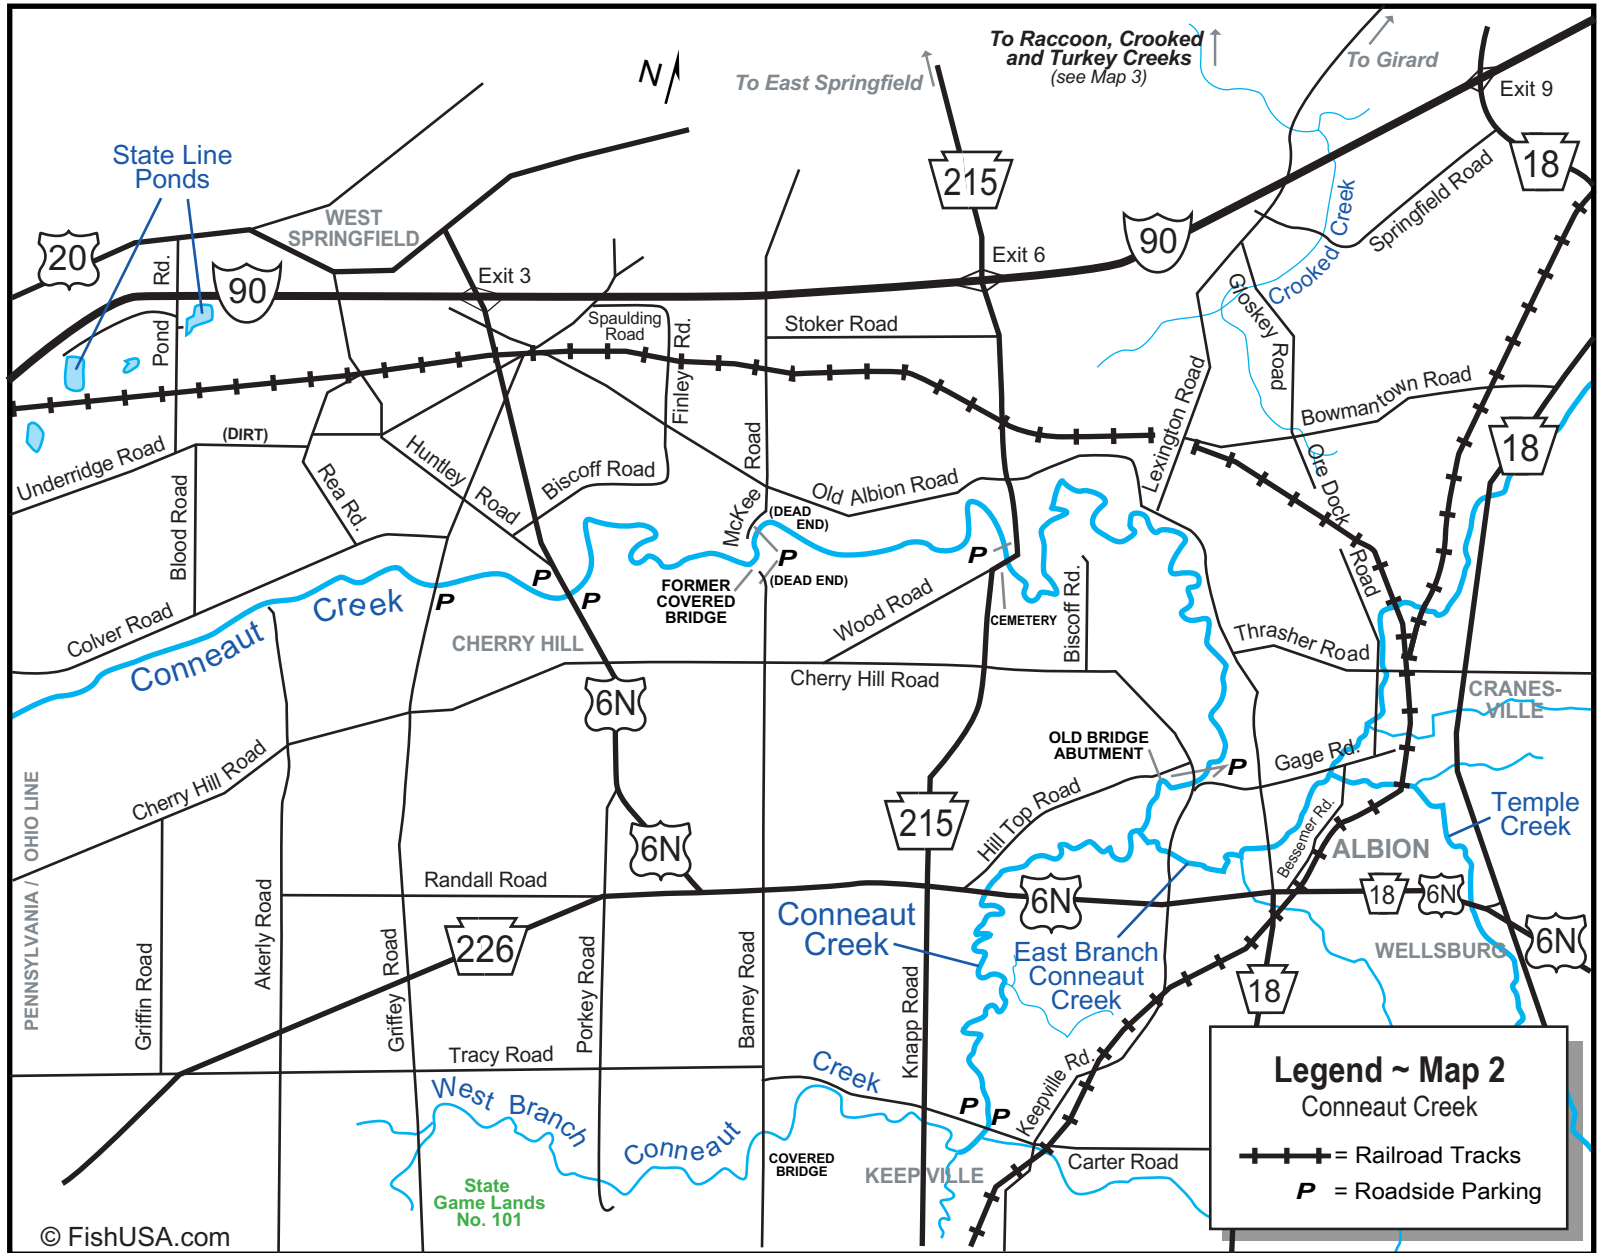 N
To East Springfield
To Raccoon, Crooked
and Turkey Creeks
(see Map 3)
To Girard
Exit 9
18
215
State Line
Ponds
WEST
SPRINGFIELD
20
90
Exit 3
Exit 6
90
Springfield Road
Crooked Creek
Pond Rd.
Spaulding
Road
Finley Rd.
Stoker Road
Gloskey Road
Lexington Road
Bowmantown Road
18
Underridge Road
(DIRT)
Rea Rd.
Huntley Road
Biscoff Road
McKee Road
Old Albion Road
Ore Dock Road
Blood Road
(DEAD
END)
P
P
(DEAD END)
FORMER
COVERED
BRIDGE
P
P
P
Colver Road
Conneaut Creek
CHERRY HILL
Wood Road
CEMETERY
Biscoff Rd.
Thrasher Road
Cherry Hill Road
CRANES-
VILLE
6N
OLD BRIDGE
ABUTMENT
P
Gage Rd.
Cherry Hill Road
PENNSYLVANIA / OHIO LINE
6N
215
Hill Top Road
Bessemer Rd.
Temple
Creek
ALBION
Randall Road
6N
18
6N
6N
Conneaut
Creek
226
East Branch
Conneaut
Creek
WELLSBURG
18
Griffin Road
Akerly Road
Griffey Road
Porkey Road
Barney Road
Knapp Road
Tracy Road
Keepville Rd.
West Branch Conneaut Creek
P
P
COVERED
BRIDGE
KEEPVILLE
Carter Road
State
Game Lands
No. 101
Legend ~ Map 2
Conneaut Creek
= Railroad Tracks
P = Roadside Parking
© FishUSA.com